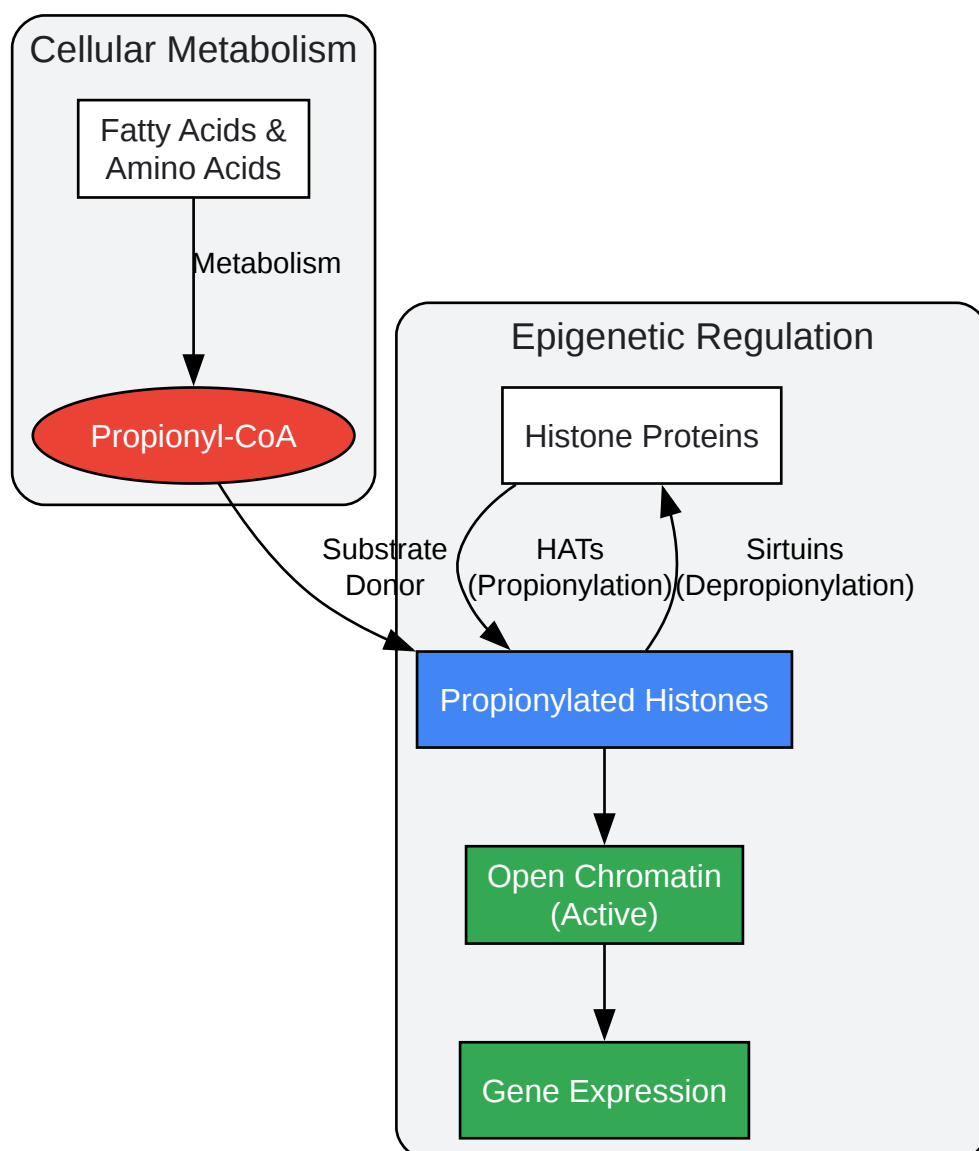 Cellular Metabolism
Fatty Acids &
Amino Acids
Metabolism
Propionyl-CoA
Epigenetic Regulation
Histone Proteins
Substrate
Donor
HATs
(Propionylation)
Sirtuins
(Depropionylation)
Propionylated Histones
Open Chromatin
(Active)
Gene Expression